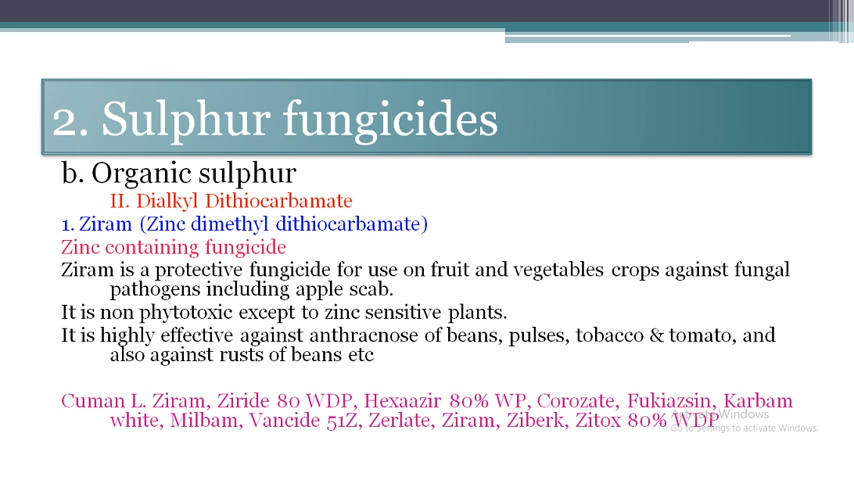 2. Sulphur fungicides
b. Organic sulphur
II. Dialkyl Dithiocarbamate
1. Ziram (Zinc dimethyl dithiocarbamate)
Zinc containing fungicide
Ziram is a protective fungicide for use on fruit and vegetables crops against fungal
pathogens including apple scab.
It is non phytotoxic except to zinc sensitive plants.
It is highly effective against anthracnose of beans, pulses, tobacco & tomato, and
also against rusts of beans etc
Cuman L. Ziram, Ziride 80 WDP, Hexaazir 80% WP, Corozate, Fukiazsin, Karbam
white, Milbam, Vancide 51Z, Zerlate, Ziram, Ziberk, Zitox 80% WDP
Activate Windows
Go to Settings to activate Windows.